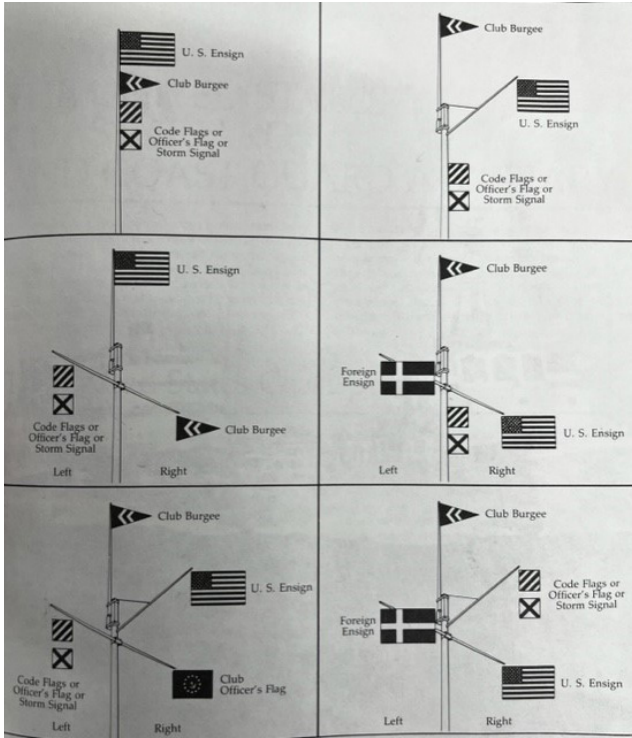 U. S. Ensign
Club Burgee
Code Flags or
Officer's Flag or
Storm Signal
Club Burgee
U. S. Ensign
Code Flags or
Officer's Flag or
Storm Signal
U. S. Ensign
Code Flags or
Officer's Flag or
Storm Signal
Club Burgee
Left
Right
Club Burgee
Foreign
Ensign
U. S. Ensign
Left
Right
Club Burgee
U. S. Ensign
Code Flags or
Officer's Flag or
Storm Signal
Club
Officer's Flag
Left
Right
Club Burgee
Code Flags or
Officer's Flag or
Storm Signal
Foreign
Ensign
U. S. Ensign
Left
Right